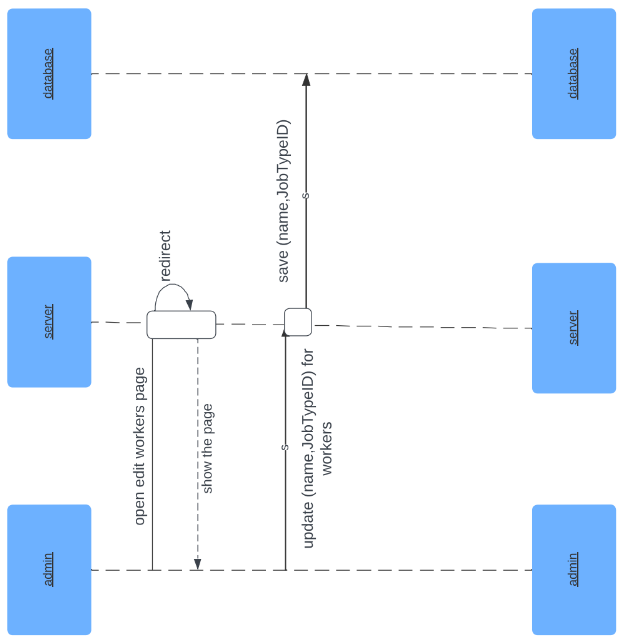 admin
server
database
open edit workers page
redirect
show the page
update (name,JobTypeID) for
workers
s
save (name,JobTypeID)
s
admin
server
database